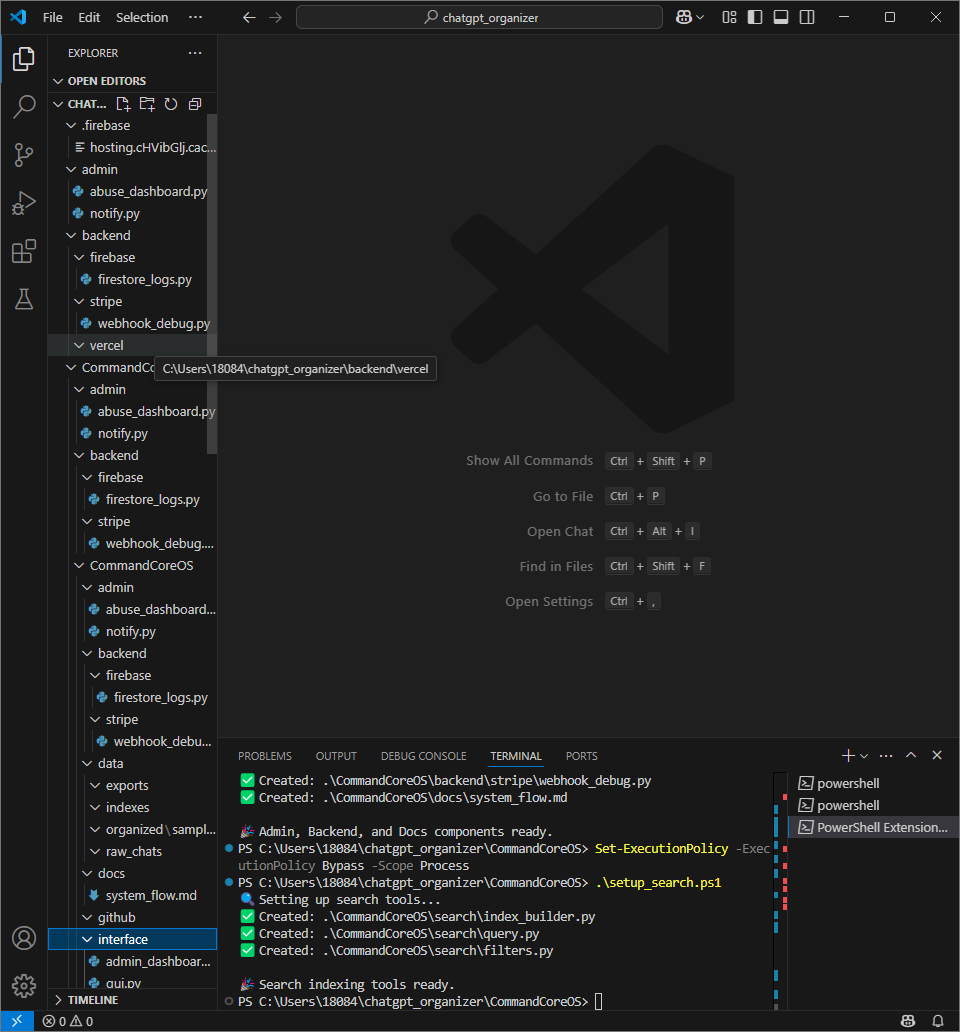 File Edit Selection ··· chatgpt_organizer
EXPLORER ···
OPEN EDITORS
CHAT...
.firebase
hosting.cHVibGlj.cac...
admin
abuse_dashboard.py
notify.py
backend
firebase
firestore_logs.py
stripe
webhook_debug.py
vercel
CommandCo
C:\Users\18084\chatgpt_organizer\backend\vercel
admin
abuse_dashboard.py
notify.py
backend
firebase
firestore_logs.py
stripe
webhook_debug....
CommandCoreOS
admin
abuse_dashboard...
notify.py
backend
firebase
firestore_logs.py
stripe
webhook_debu...
data
exports
indexes
organized\sampl...
raw_chats
docs
system_flow.md
github
interface
admin_dashboar...
gui.py
TIMELINE
Show All Commands Ctrl + Shift + P
Go to File Ctrl + P
Open Chat Ctrl + Alt + I
Find in Files Ctrl + Shift + F
Open Settings Ctrl + ,
PROBLEMS OUTPUT DEBUG CONSOLE TERMINAL PORTS
Created: .\CommandCoreOS\backend\stripe\webhook_debug.py
Created: .\CommandCoreOS\docs\system_flow.md
Admin, Backend, and Docs components ready.
PS C:\Users\18084\chatgpt_organizer\CommandCoreOS> Set-ExecutionPolicy -Exec
utionPolicy Bypass -Scope Process
PS C:\Users\18084\chatgpt_organizer\CommandCoreOS> .\setup_search.ps1
Setting up search tools...
Created: .\CommandCoreOS\search\index_builder.py
Created: .\CommandCoreOS\search\query.py
Created: .\CommandCoreOS\search\filters.py
Search indexing tools ready.
PS C:\Users\18084\chatgpt_organizer\CommandCoreOS>
powershell
powershell
PowerShell Extension...
0 0